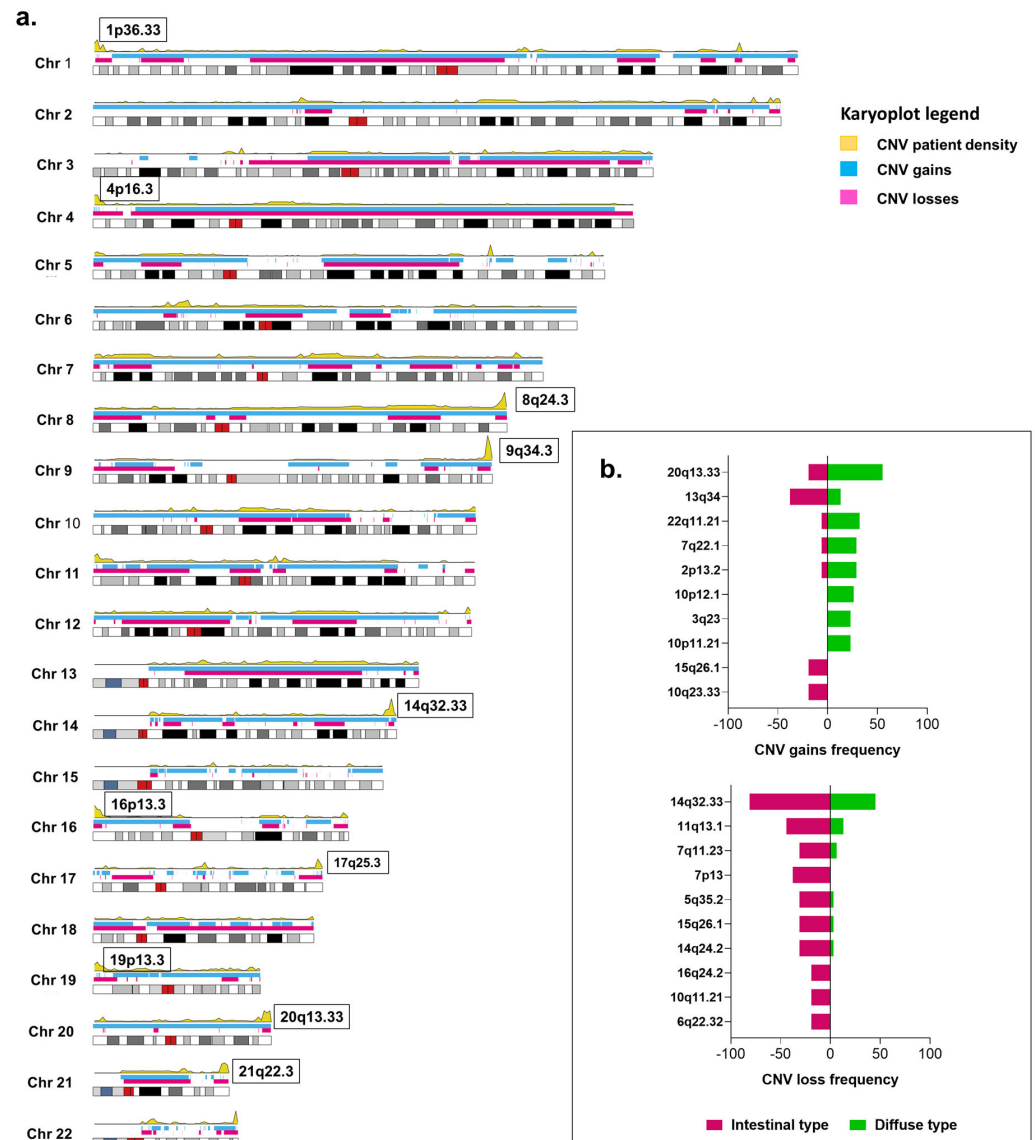 a.
1p36.33
Chr 1
Chr 2
Chr 3
4p16.3
Chr 4
Chr 5
Chr 6
Chr 7
Chr 8
8q24.3
Chr 9
9q34.3
Chr 10
Chr 11
Chr 12
Chr 13
Chr 14
14q32.33
Chr 15
16p13.3
Chr 16
Chr 17
17q25.3
Chr 18
19p13.3
Chr 19
Chr 20
20q13.33
Chr 21
21q22.3
Chr 22
Karyoplot legend
CNV patient density
CNV gains
CNV losses
b.
20q13.33
13q34
22q11.21
7q22.1
2p13.2
10p12.1
3q23
10p11.21
15q26.1
10q23.33
-100 -50 0 50 100
CNV gains frequency
14q32.33
11q13.1
7q11.23
7p13
5q35.2
15q26.1
14q24.2
16q24.2
10q11.21
6q22.32
-100 -50 0 50 100
CNV loss frequency
Intestinal type Diffuse type